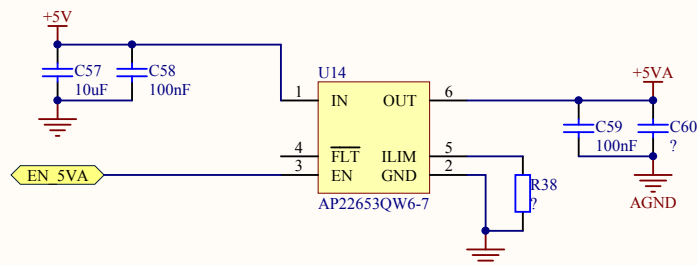 +5V
+5VA
C57
10uF
C58
100nF
U14
1
IN
OUT
6
4
FLT
ILIM
5
3
EN
GND
2
AP22653QW6-7
EN_5VA
R38
?
C59
100nF
C60
?
AGND